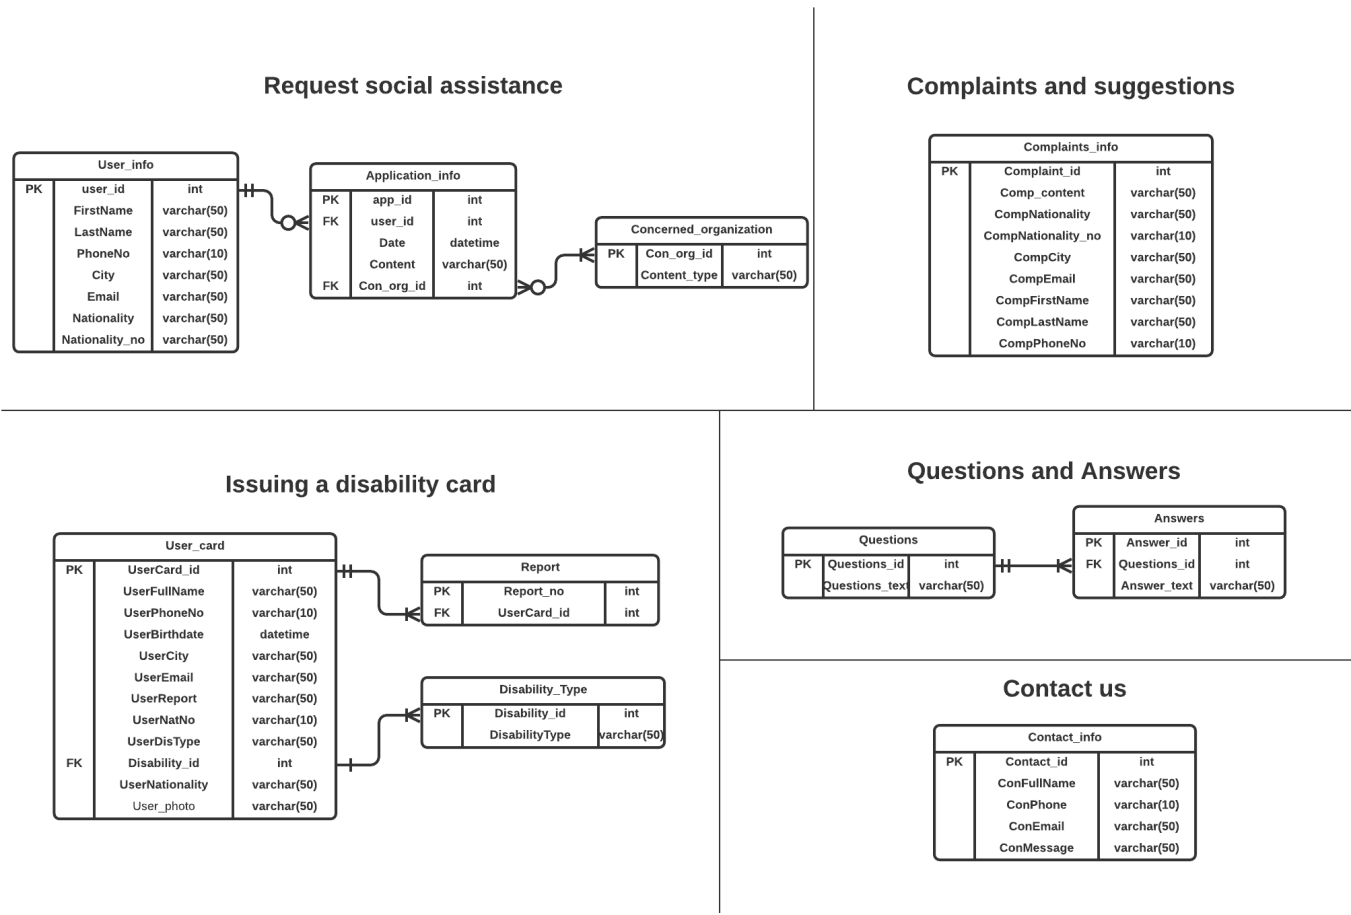 Request social assistance
User_info
PK user_id int
FirstName varchar(50)
LastName varchar(50)
PhoneNo varchar(10)
City varchar(50)
Email varchar(50)
Nationality varchar(50)
Nationality_no varchar(50)
Application_info
PK app_id int
FK user_id int
Date datetime
Content varchar(50)
FK Con_org_id int
Concerned_organization
PK Con_org_id int
Content_type varchar(50)
Complaints and suggestions
Complaints_info
PK Complaint_id int
Comp_content varchar(50)
CompNationality varchar(50)
CompNationality_no varchar(10)
CompCity varchar(50)
CompEmail varchar(50)
CompFirstName varchar(50)
CompLastName varchar(50)
CompPhoneNo varchar(10)
Issuing a disability card
User_card
PK UserCard_id int
UserFullName varchar(50)
UserPhoneNo varchar(10)
UserBirthdate datetime
UserCity varchar(50)
UserEmail varchar(50)
UserReport varchar(50)
UserNatNo varchar(10)
UserDisType varchar(50)
FK Disability_id int
UserNationality varchar(50)
User_photo varchar(50)
Report
PK Report_no int
FK UserCard_id int
Disability_Type
PK Disability_id int
DisabilityType varchar(50)
Questions and Answers
Questions
PK Questions_id int
Questions_text varchar(50)
Answers
PK Answer_id int
FK Questions_id int
Answer_text varchar(50)
Contact us
Contact_info
PK Contact_id int
ConFullName varchar(50)
ConPhone varchar(10)
ConEmail varchar(50)
ConMessage varchar(50)